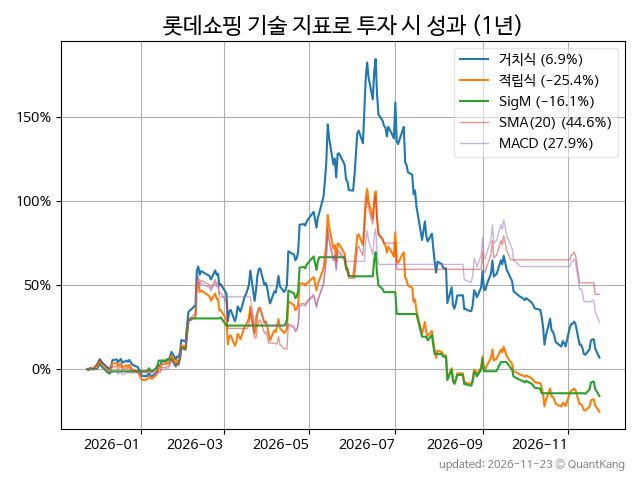 롯데쇼핑 기술 지표로 투자 시 성과 (1년)
거치식 (6.9%)
적립식 (-25.4%)
SigM (-16.1%)
SMA(20) (44.6%)
MACD (27.9%)
150%
100%
50%
0%
2026-01 2026-03 2026-05 2026-07 2026-09 2026-11
updated: 2026-11-23 © QuantKang